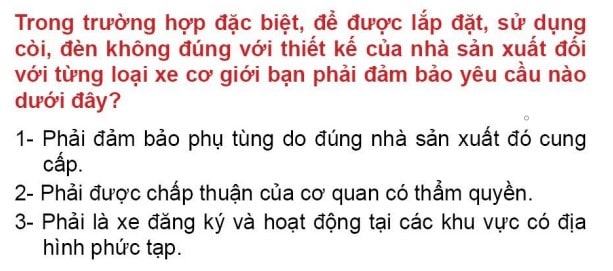 Trong trường hợp đặc biệt, để được lắp đặt, sử dụng
còi, đèn không đúng với thiết kế của nhà sản xuất đối
với từng loại xe cơ giới bạn phải đảm bảo yêu cầu nào
dưới đây?
1- Phải đảm bảo phụ tùng do đúng nhà sản xuất đó cung
cấp.
2- Phải được chấp thuận của cơ quan có thẩm quyền.
3- Phải là xe đăng ký và hoạt động tại các khu vực có địa
hình phức tạp.